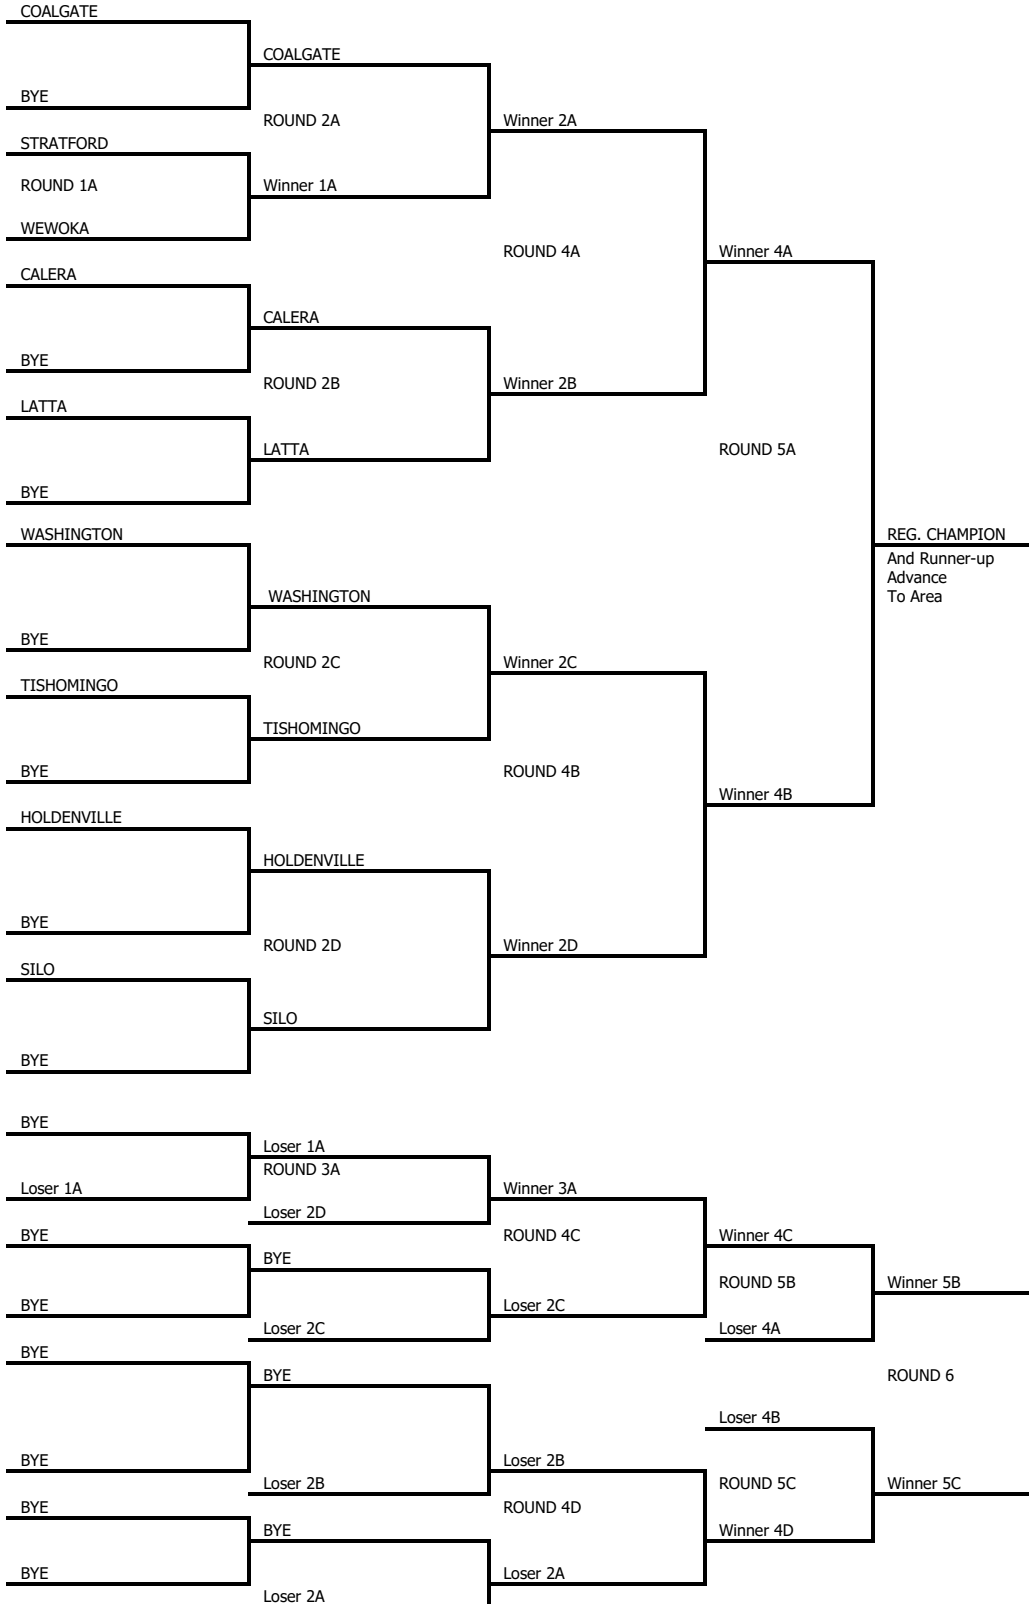 COALGATE
COALGATE
BYE
ROUND 2A
Winner 2A
STRATFORD
ROUND 1A
Winner 1A
WEWOKA
ROUND 4A
Winner 4A
CALERA
CALERA
BYE
ROUND 2B
Winner 2B
LATTA
LATTA
ROUND 5A
BYE
WASHINGTON
REG. CHAMPION
And Runner-up
Advance
To Area
WASHINGTON
BYE
ROUND 2C
Winner 2C
TISHOMINGO
TISHOMINGO
BYE
ROUND 4B
Winner 4B
HOLDENVILLE
HOLDENVILLE
BYE
ROUND 2D
Winner 2D
SILO
SILO
BYE
BYE
Loser 1A
ROUND 3A
Loser 1A
Winner 3A
Loser 2D
BYE
ROUND 4C
Winner 4C
BYE
ROUND 5B
Winner 5B
BYE
Loser 2C
Loser 2C
Loser 4A
BYE
BYE
ROUND 6
Loser 4B
BYE
Loser 2B
Loser 2B
ROUND 5C
Winner 5C
BYE
ROUND 4D
BYE
Winner 4D
BYE
Loser 2A
Loser 2A